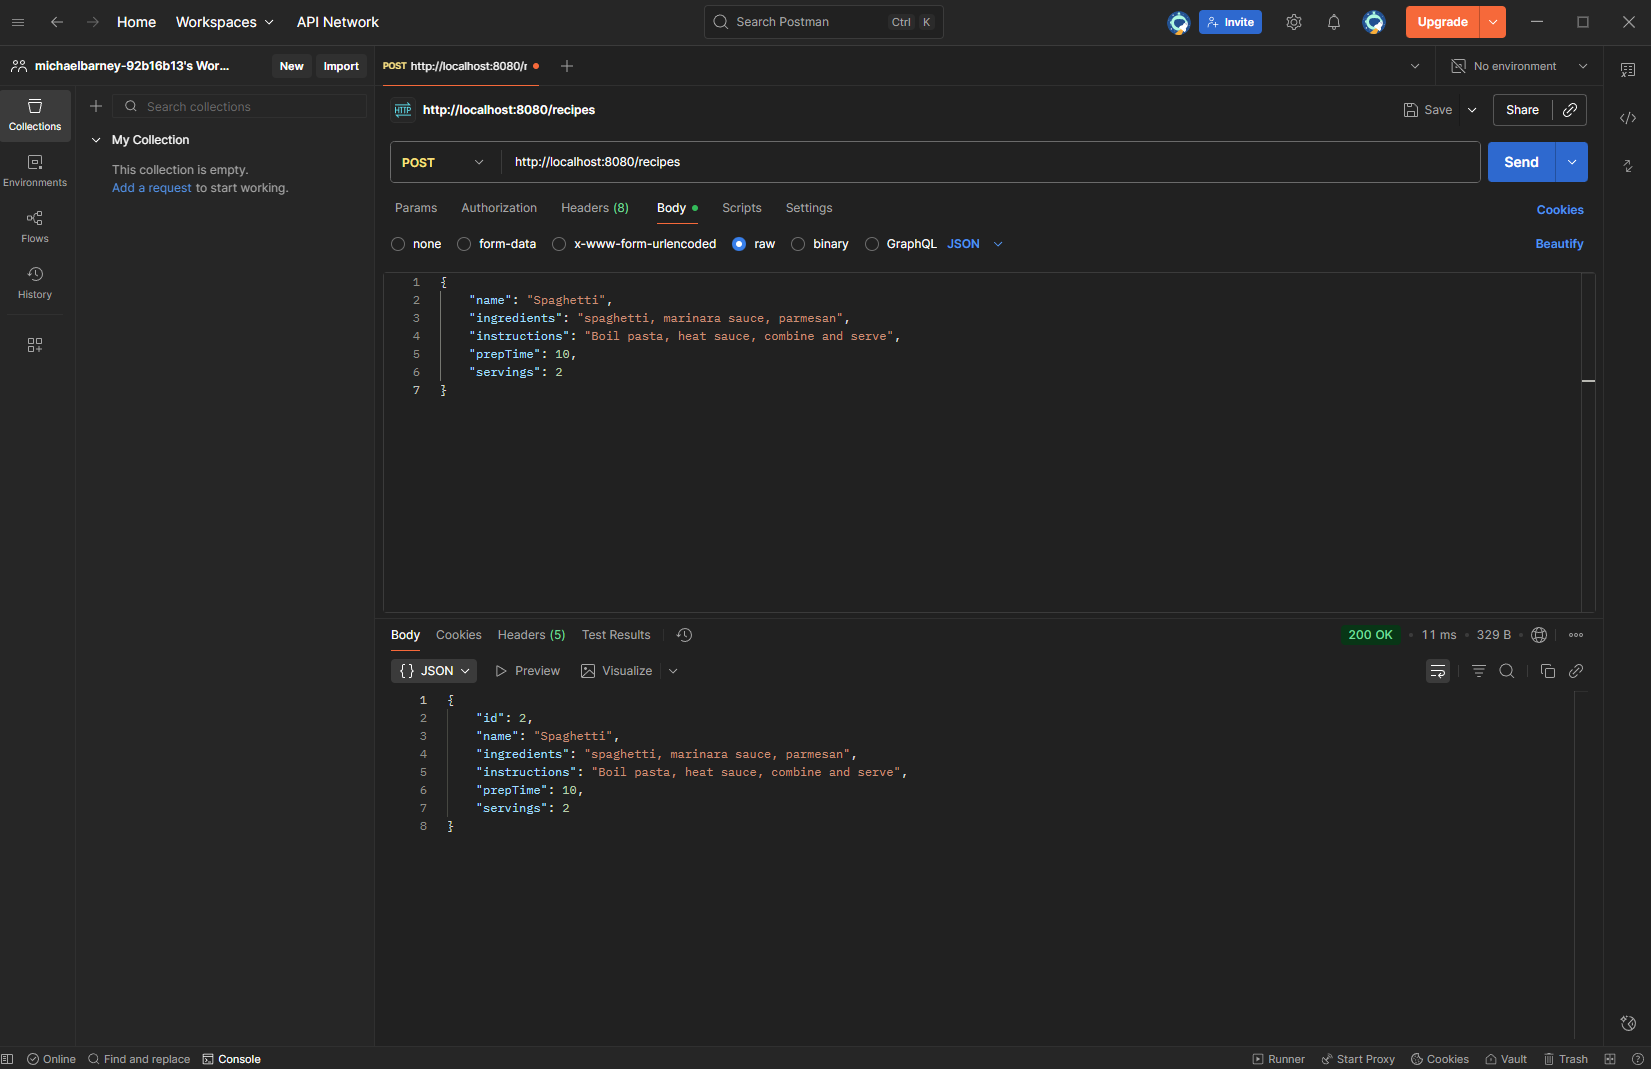 Home Workspaces API Network Search Postman Ctrl K Invite Upgrade
michaelbarney-92b16b13's Wor... New Import POST http://localhost:8080/r No environment
Collections
Environments
Flows
History
Search collections
My Collection
This collection is empty.
Add a request to start working.
HTTP http://localhost:8080/recipes Save Share
POST http://localhost:8080/recipes Send
Params Authorization Headers (8) Body Scripts Settings Cookies
none form-data x-www-form-urlencoded raw binary GraphQL JSON Beautify
1 {
2 "name": "Spaghetti",
3 "ingredients": "spaghetti, marinara sauce, parmesan",
4 "instructions": "Boil pasta, heat sauce, combine and serve",
5 "prepTime": 10,
6 "servings": 2
7 }
Body Cookies Headers (5) Test Results 200 OK • 11 ms • 329 B •
{} JSON Preview Visualize
1 {
2 "id": 2,
3 "name": "Spaghetti",
4 "ingredients": "spaghetti, marinara sauce, parmesan",
5 "instructions": "Boil pasta, heat sauce, combine and serve",
6 "prepTime": 10,
7 "servings": 2
8 }
Online Find and replace Console Runner Start Proxy Cookies Vault Trash